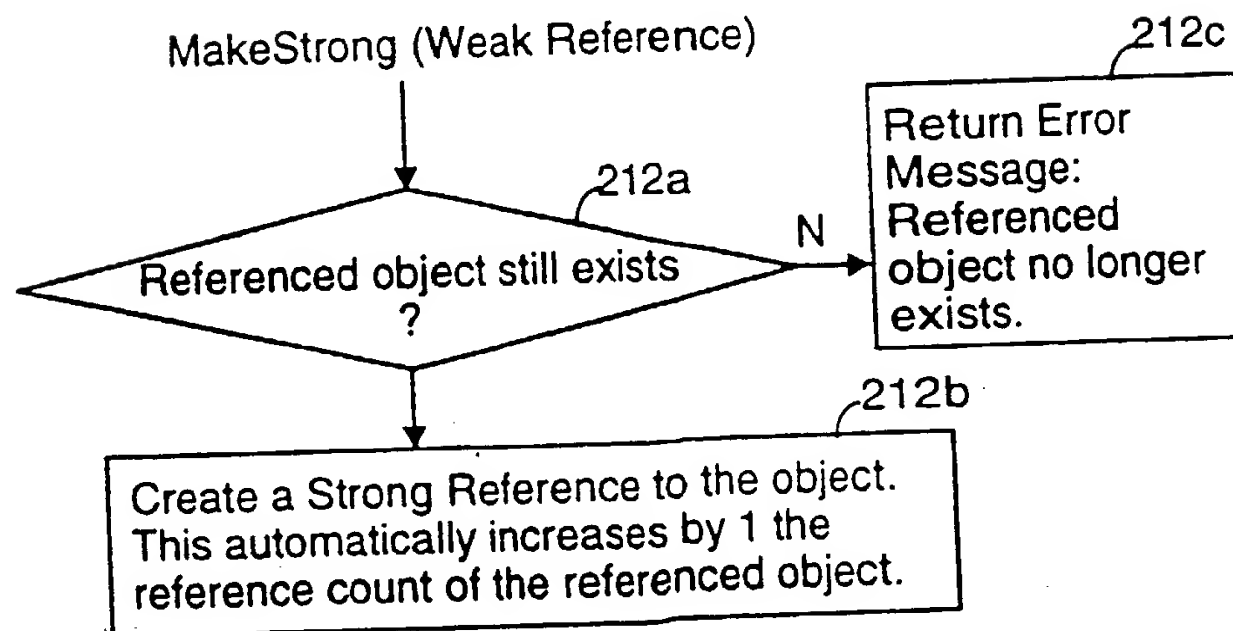 MakeStrong (Weak Reference)
212c
Return Error
Message:
Referenced
object no longer
exists.
212a
N
Referenced object still exists
?
212b
Create a Strong Reference to the object.
This automatically increases by 1 the
reference count of the referenced object.